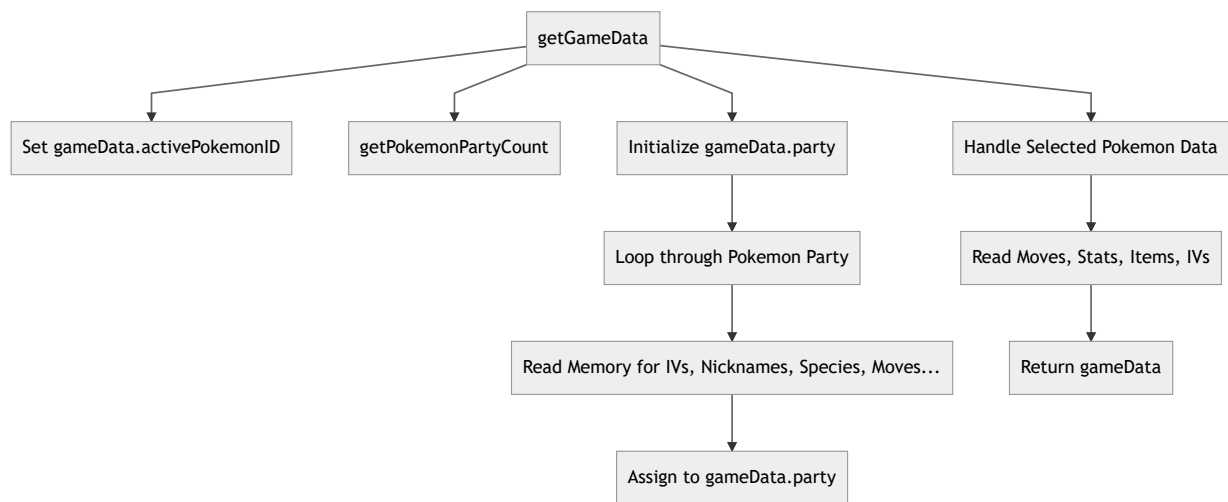 getGameData
Set gameData.activePokemonID
getPokemonPartyCount
Initialize gameData.party
Handle Selected Pokemon Data
Loop through Pokemon Party
Read Moves, Stats, Items, IVs
Read Memory for IVs, Nicknames, Species, Moves...
Return gameData
Assign to gameData.party